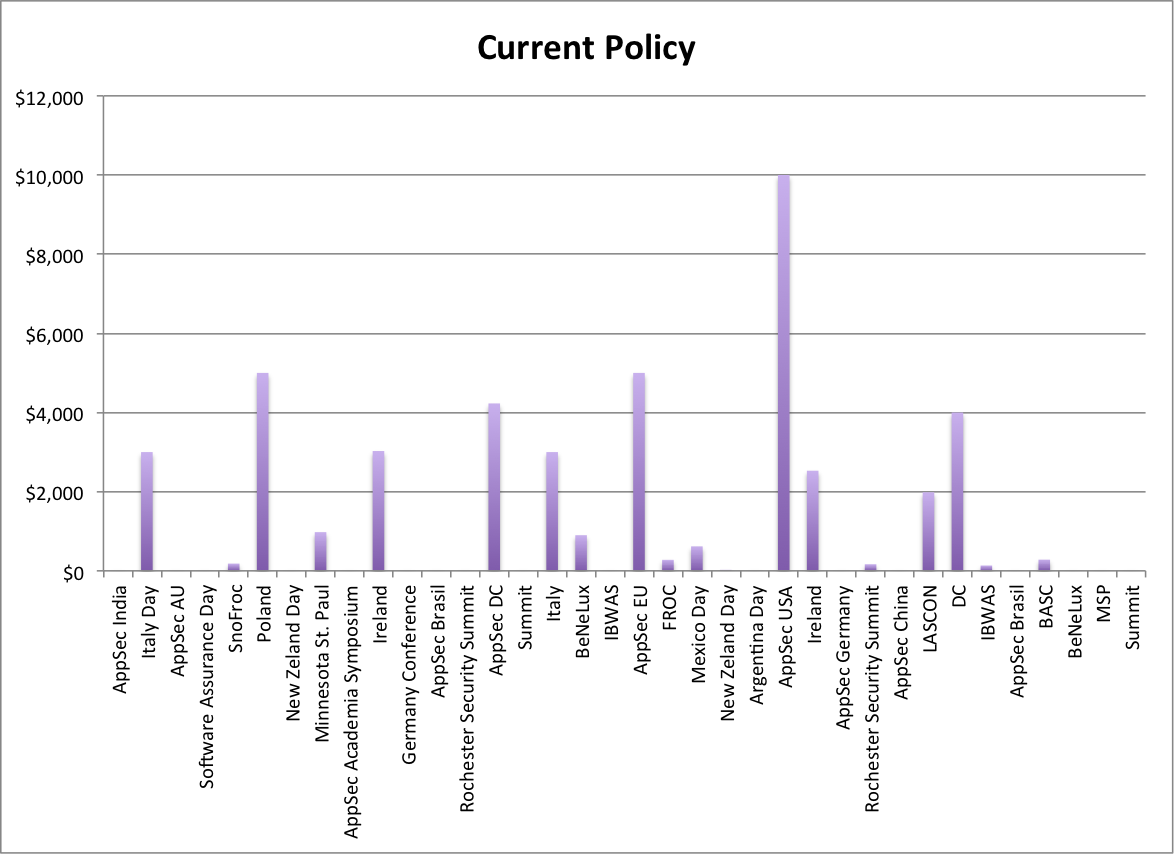 Current Policy
$12,000
$10,000
$8,000
$6,000
$4,000
$2,000
$0
AppSec India
Italy Day
AppSec AU
Software Assurance Day
SnoFroc
Poland
New Zeland Day
Minnesota St. Paul
AppSec Academia Symposium
Ireland
Germany Conference
AppSec Brasil
Rochester Security Summit
AppSec DC
Summit
Italy
BeNeLux
IBWAS
AppSec EU
FROC
Mexico Day
New Zeland Day
Argentina Day
AppSec USA
Ireland
AppSec Germany
Rochester Security Summit
AppSec China
LASCON
DC
IBWAS
AppSec Brasil
BASC
BeNeLux
MSP
Summit